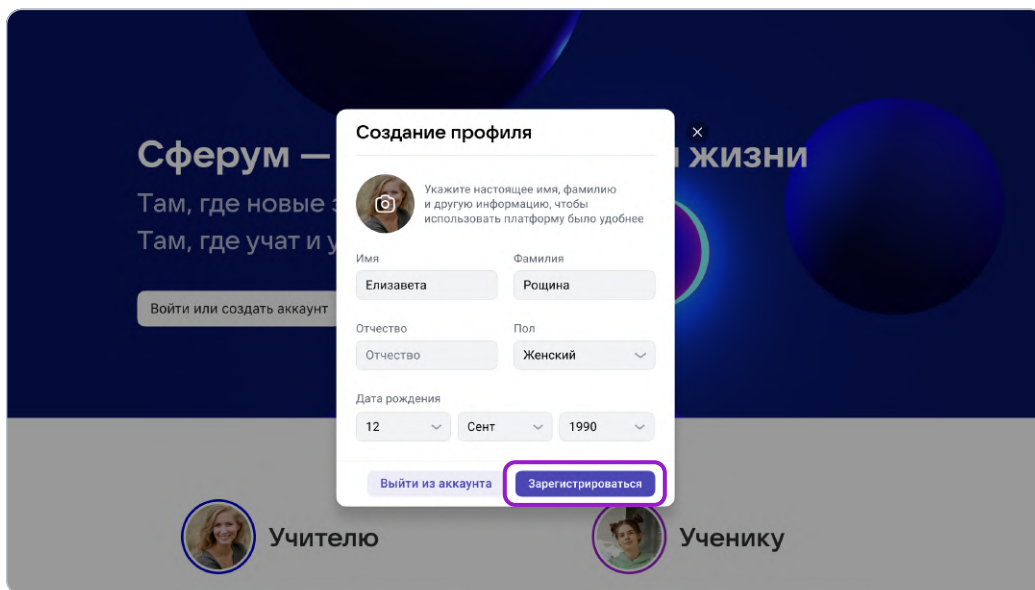 Создание профиля
Сферум —
жизни
Укажите настоящее имя, фамилию
и другую информацию, чтобы
использовать платформу было удобнее
Там, где новые
Там, где учат и у
Имя
Фамилия
Елизавета
Рощина
Войти или создать аккаунт
Отчество
Пол
Отчество
Женский
Дата рождения
12
Сент
1990
Выйти из аккаунта
Зарегистрироваться
Учителю
Ученику